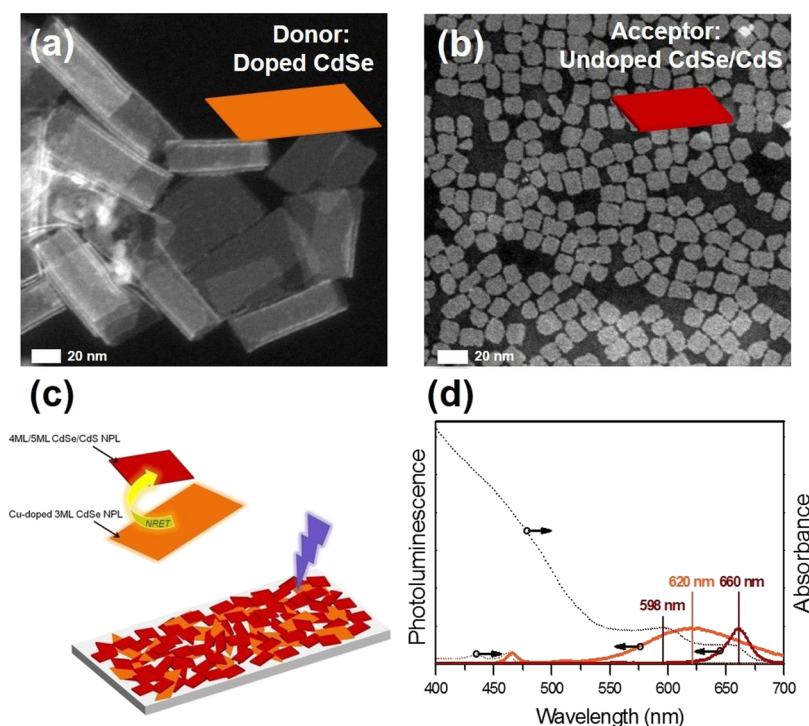 (a)
Donor:
Doped CdSe
20 nm
(b)
Acceptor:
Undoped CdSe/CdS
20 nm
(c)
4ML/5ML CdSe/CdS NPL
Cu-doped 3ML CdSe NPL
NRET
(d)
Photoluminescence
Absorbance
598 nm
620 nm
660 nm
400 450 500 550 600 650 700
Wavelength (nm)